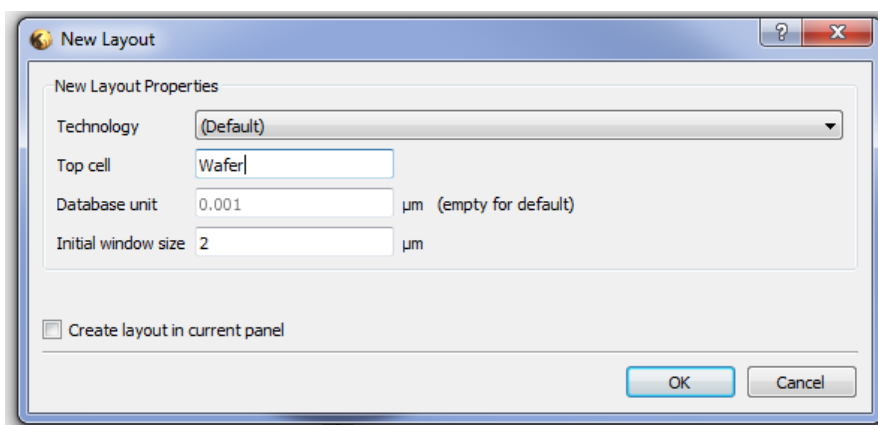 New Layout
New Layout Properties
Technology (Default)
Top cell Wafer
Database unit 0.001 µm (empty for default)
Initial window size 2 µm
Create layout in current panel
OK Cancel